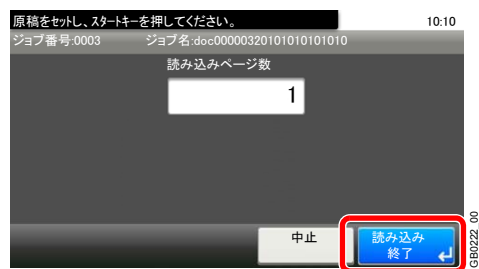 原稿をセットし、スタートキーを押してください。 10:10
ジョブ番号:0003 ジョブ名:doc00000320101010101010
読み込みページ数
1
中止
読み込み
終了
GB0222_00